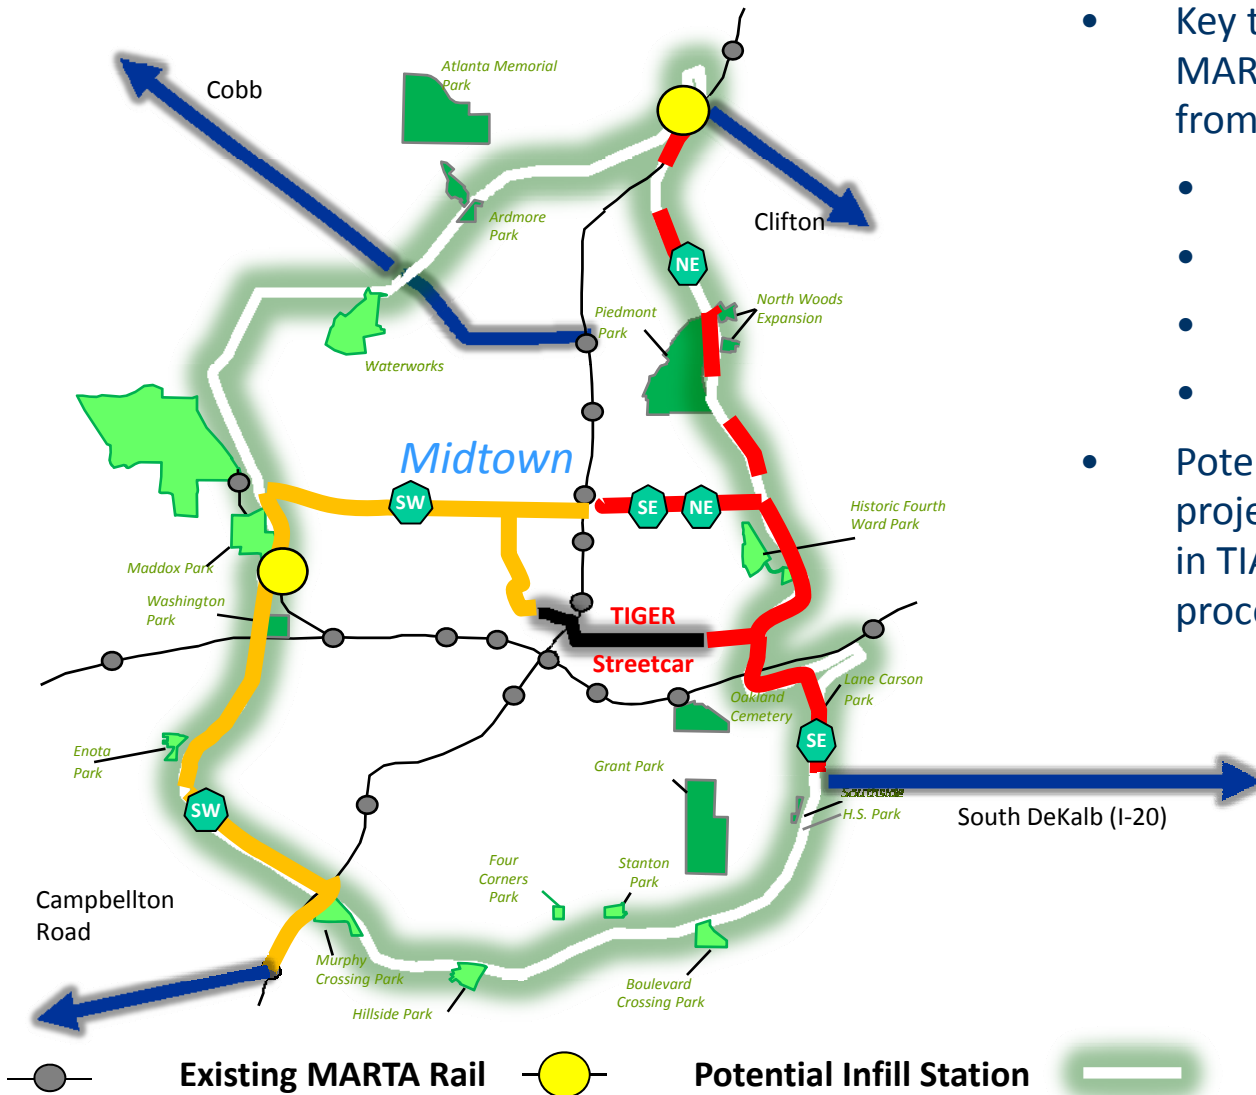 Key t
MAR
from
Cobb
Atlanta Memorial
Park
Clifton
Ardmore
Park
NE
North Woods
Expansion
Piedmont
Park
Waterworks
Pote
proje
in TIA
proce
Midtown
SW
SE
NE
Historic Fourth
Ward Park
Maddox Park
Washington
Park
TIGER
Streetcar
Lane Carson
Park
Oakland
Cemetery
Enota
Park
SE
Grant Park
SW
H.S. Park
South DeKalb (I-20)
Four
Corners
Park
Stanton
Park
Campbellton
Road
Murphy
Crossing Park
Hillside Park
Boulevard
Crossing Park
Existing MARTA Rail
Potential Infill Station